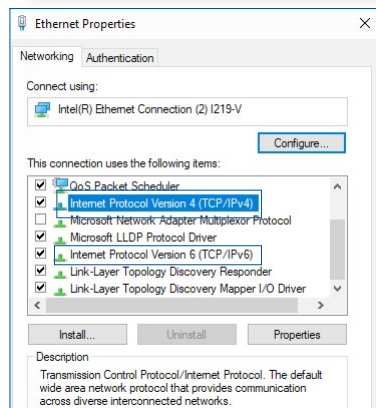 Ethernet Properties
Networking Authentication
Connect using:
Intel(R) Ethernet Connection (2) I219-V
Configure...
This connection uses the following items:
QoS Packet Scheduler
Internet Protocol Version 4 (TCP/IPv4)
Microsoft Network Adapter Multiplexor Protocol
Microsoft LLDP Protocol Driver
Internet Protocol Version 6 (TCP/IPv6)
Link-Layer Topology Discovery Responder
Link-Layer Topology Discovery Mapper I/O Driver
Install... Uninstall Properties
Description
Transmission Control Protocol/Internet Protocol. The default
wide area network protocol that provides communication
across diverse interconnected networks.